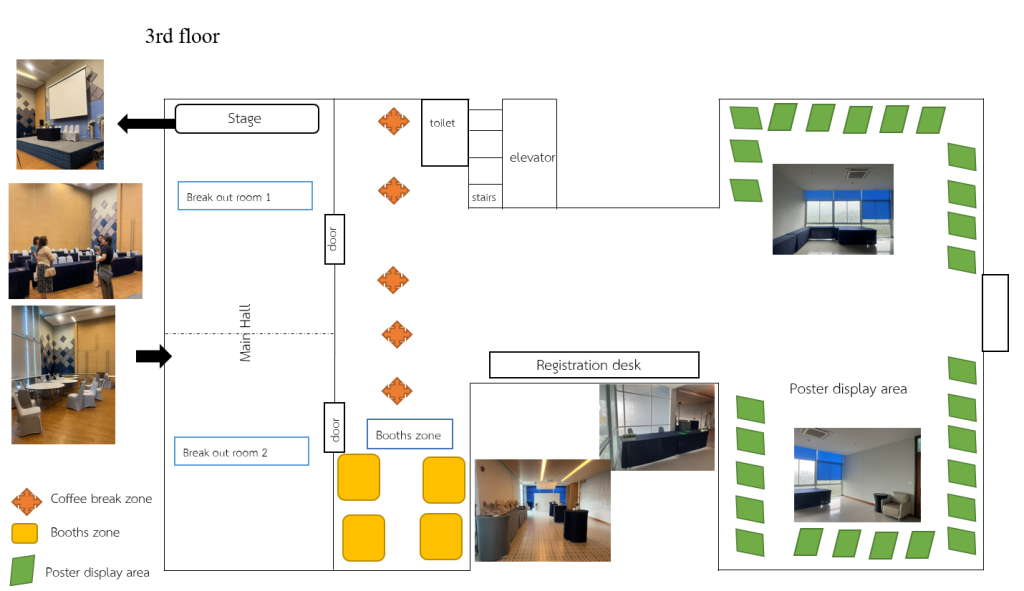 3rd floor
Stage
toilet
elevator
stairs
Break out room 1
door
Main Hall
Registration desk
Poster display area
door
Booths zone
Break out room 2
Coffee break zone
Booths zone
Poster display area